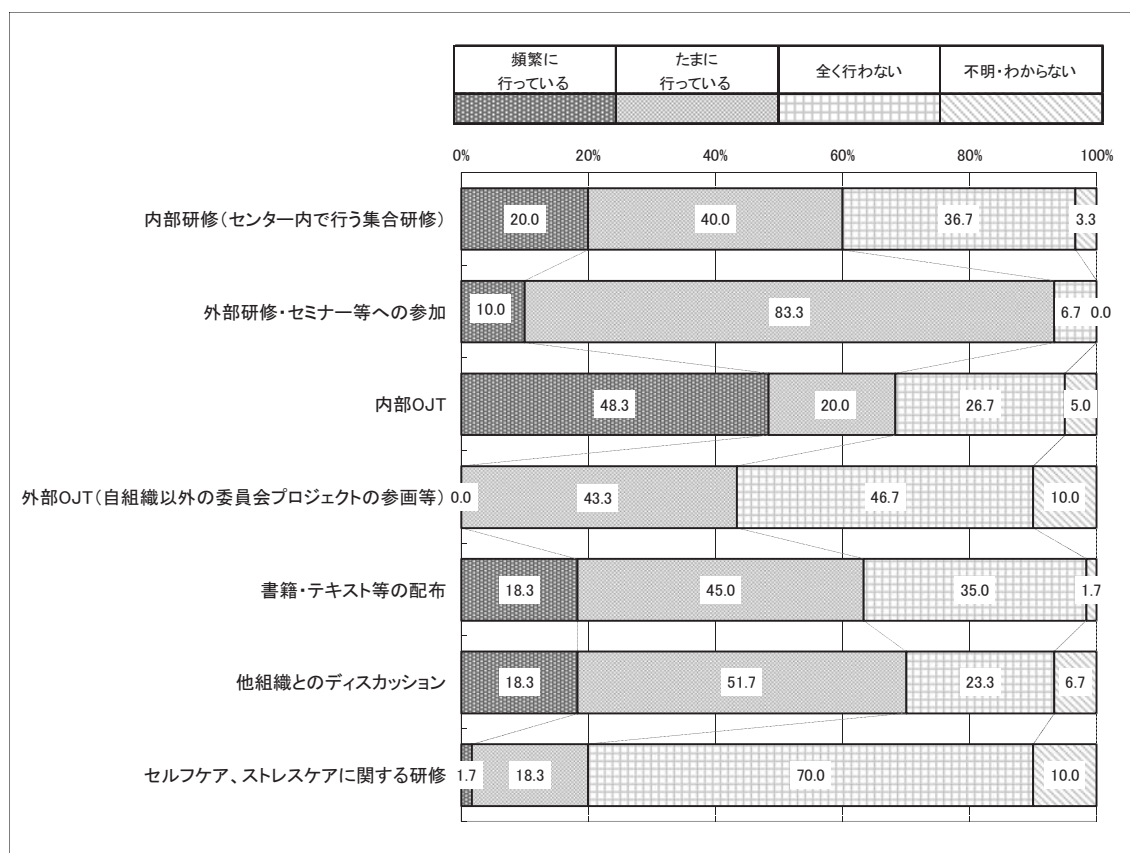 頻繁に
行っている
たまに
行っている
全く行わない
不明・わからない
0% 20% 40% 60% 80% 100%
内部研修(センター内で行う集合研修) 20.0 40.0 36.7 3.3
外部研修・セミナー等への参加 10.0 83.3 6.7 0.0
内部OJT 48.3 20.0 26.7 5.0
外部OJT(自組織以外の委員会プロジェクトの参画等) 0.0 43.3 46.7 10.0
書籍・テキスト等の配布 18.3 45.0 35.0 1.7
他組織とのディスカッション 18.3 51.7 23.3 6.7
セルフケア、ストレスケアに関する研修 1.7 18.3 70.0 10.0